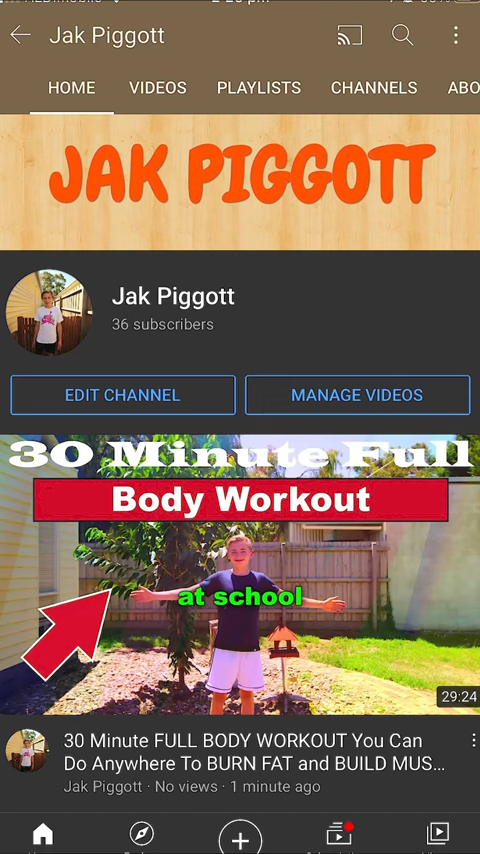 Jak Piggott
HOME VIDEOS PLAYLISTS CHANNELS ABO
JAK PIGGOTT
Jak Piggott
36 subscribers
EDIT CHANNEL MANAGE VIDEOS
30 Minute Full
Body Workout
at school
29:24
30 Minute FULL BODY WORKOUT You Can
Do Anywhere To BURN FAT and BUILD MUS...
Jak Piggott · No views · 1 minute ago